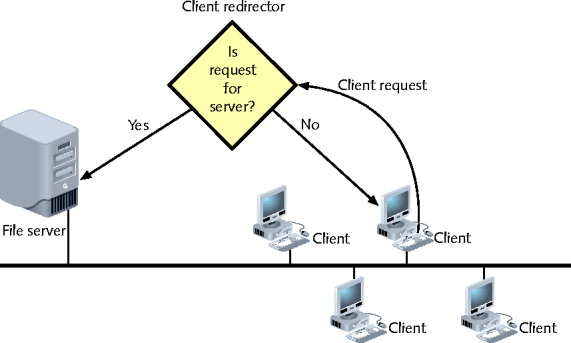 Client redirector
Is
request
for
server?
Client request
Yes
No
File server
Client
Client
Client
Client